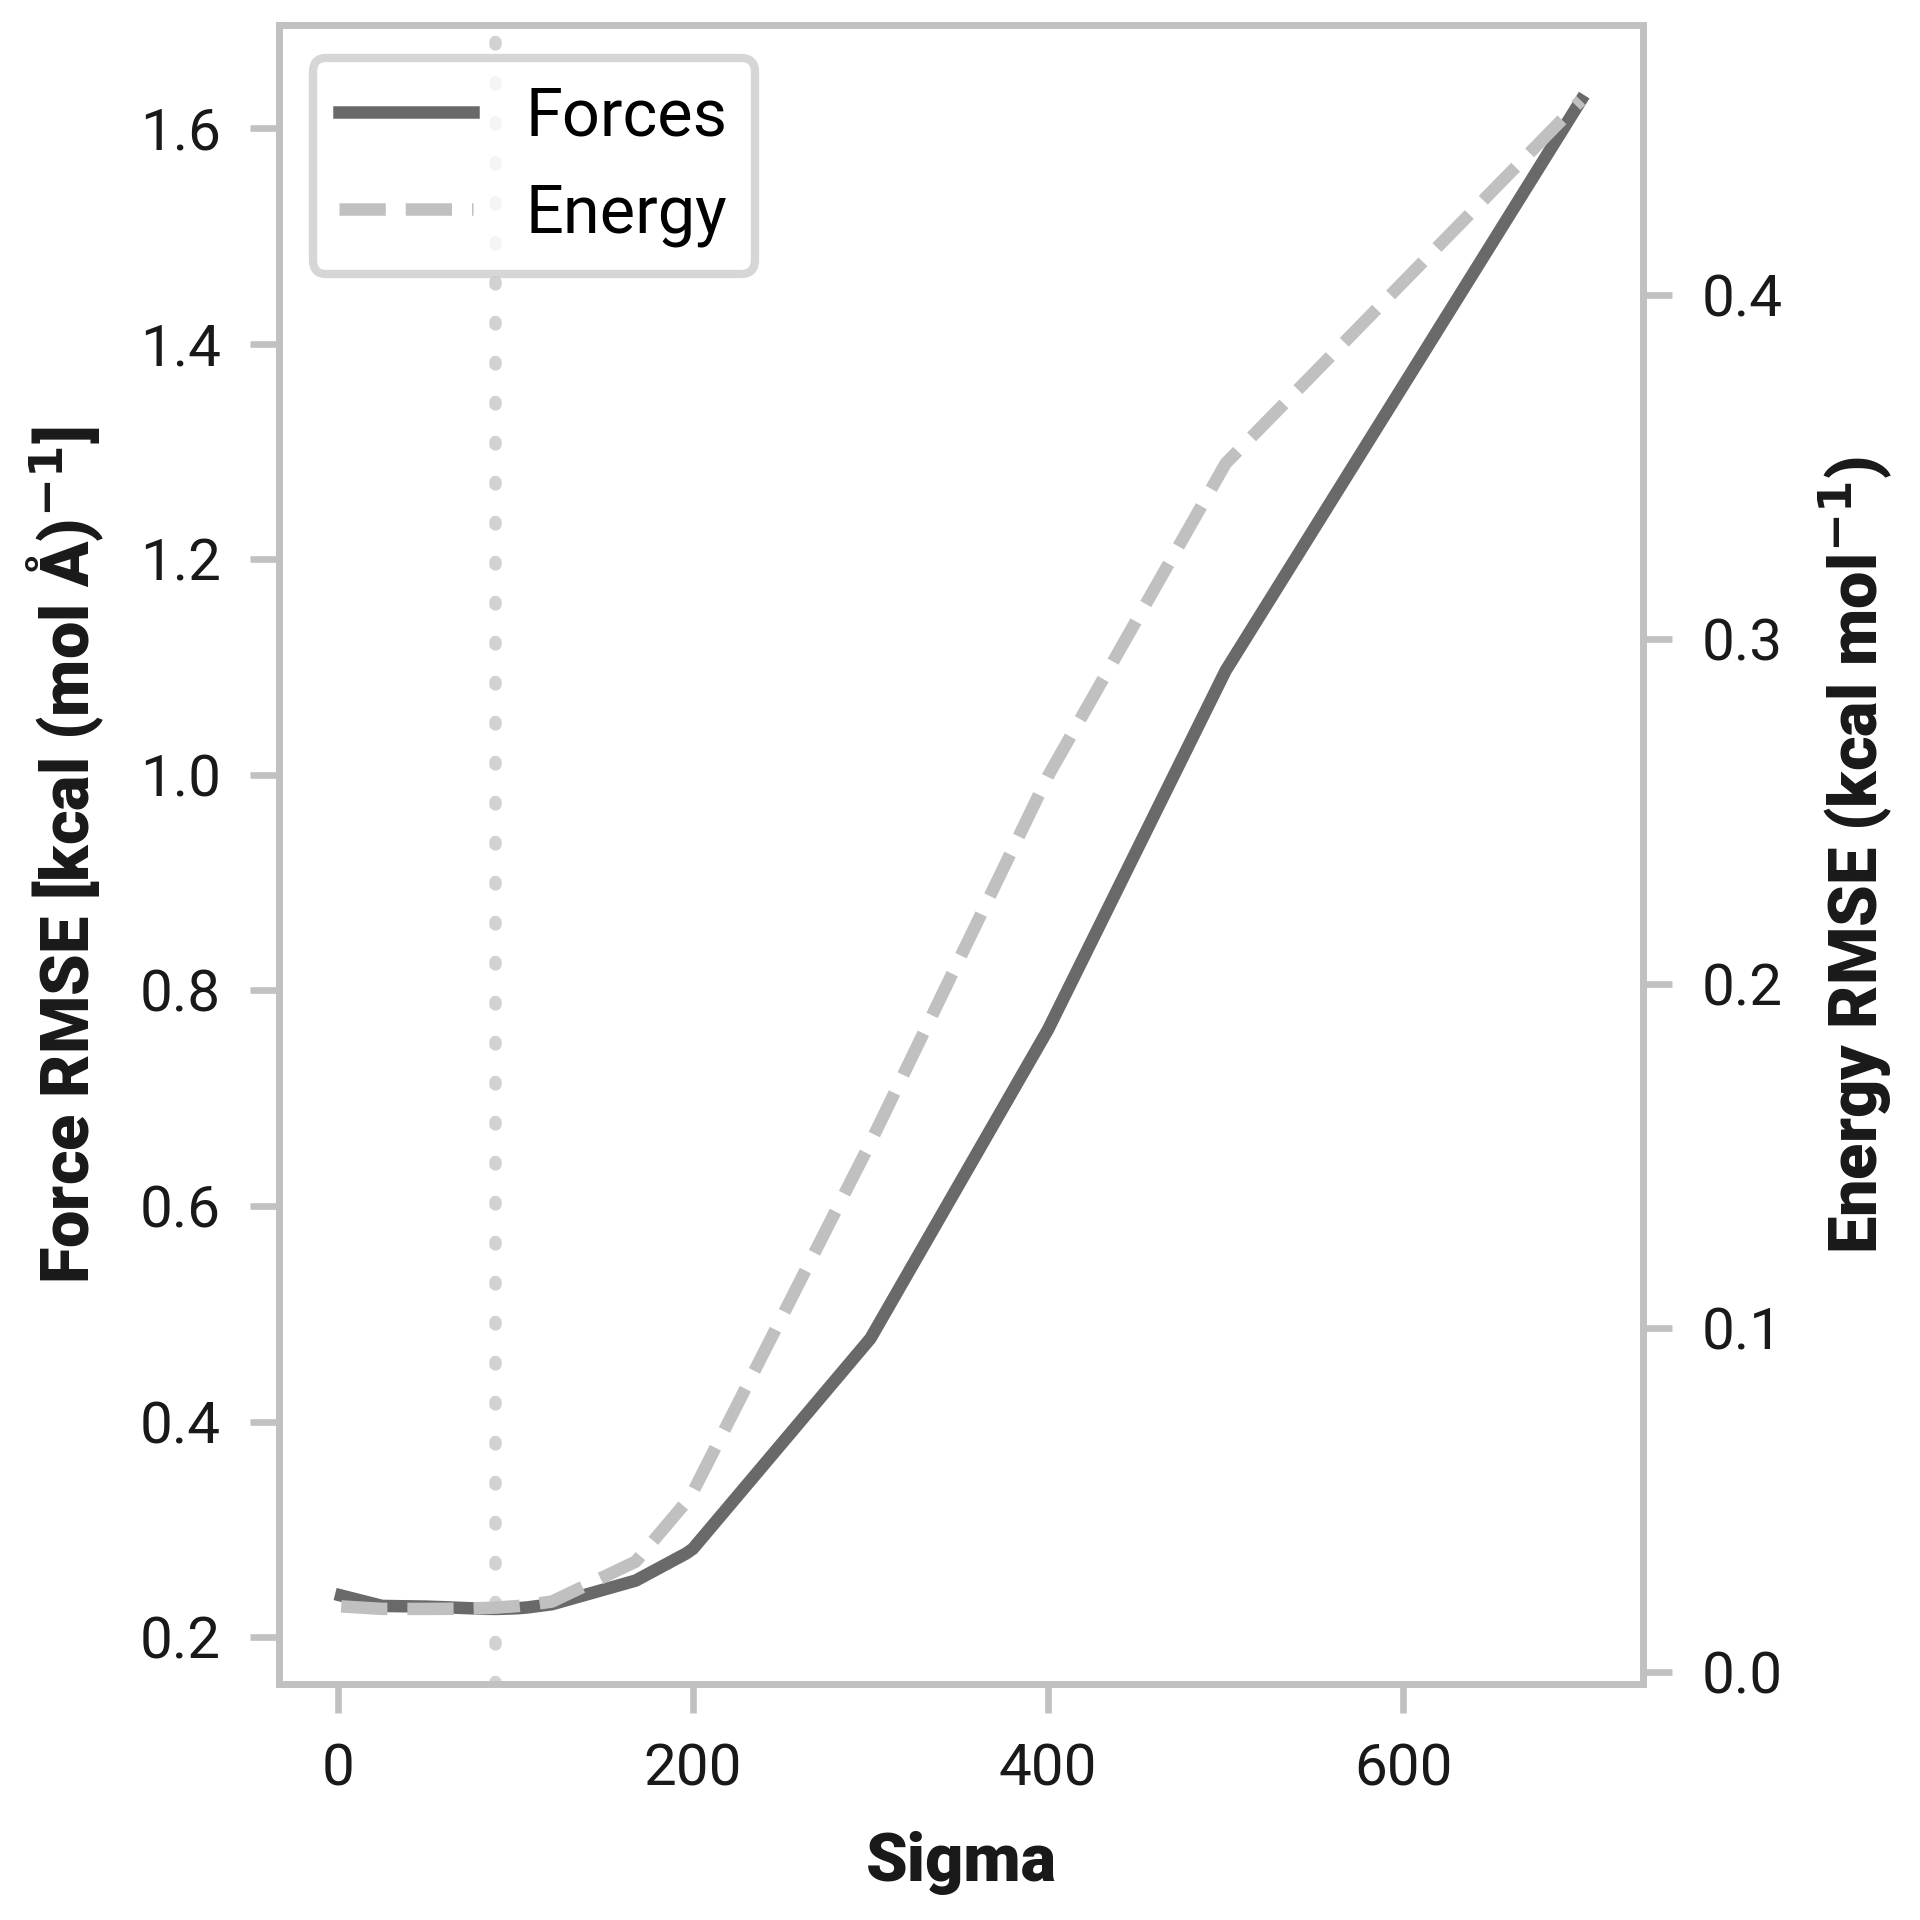 Forces
Energy
1.6
1.4
1.2
1.0
0.8
0.6
0.4
0.2
Force RMSE [kcal (mol Å)⁻¹]
0.4
0.3
0.2
0.1
0.0
Energy RMSE (kcal mol⁻¹)
0 200 400 600
Sigma